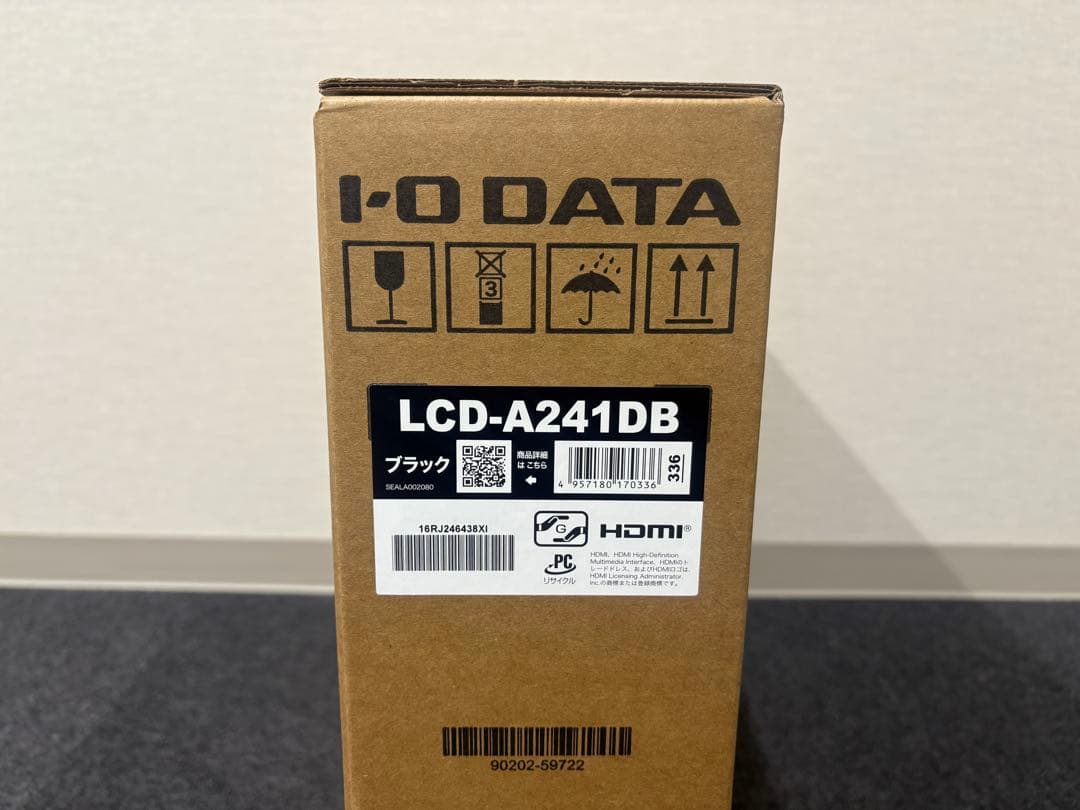 I-O DATA
3
LCD-A241DB
ブラック
商品詳細
は こちら
SEALA002080
4 957180 170336
336
16RJ246438XI
G
HDMI®
PC
リサイクル
HDMI、HDMI High-Definition
Multimedia Interface、HDMIのト
レードドレス、およびHDMIロゴは、
HDMI Licensing Administrator,
Inc.の商標または登録商標です。
90202-59722